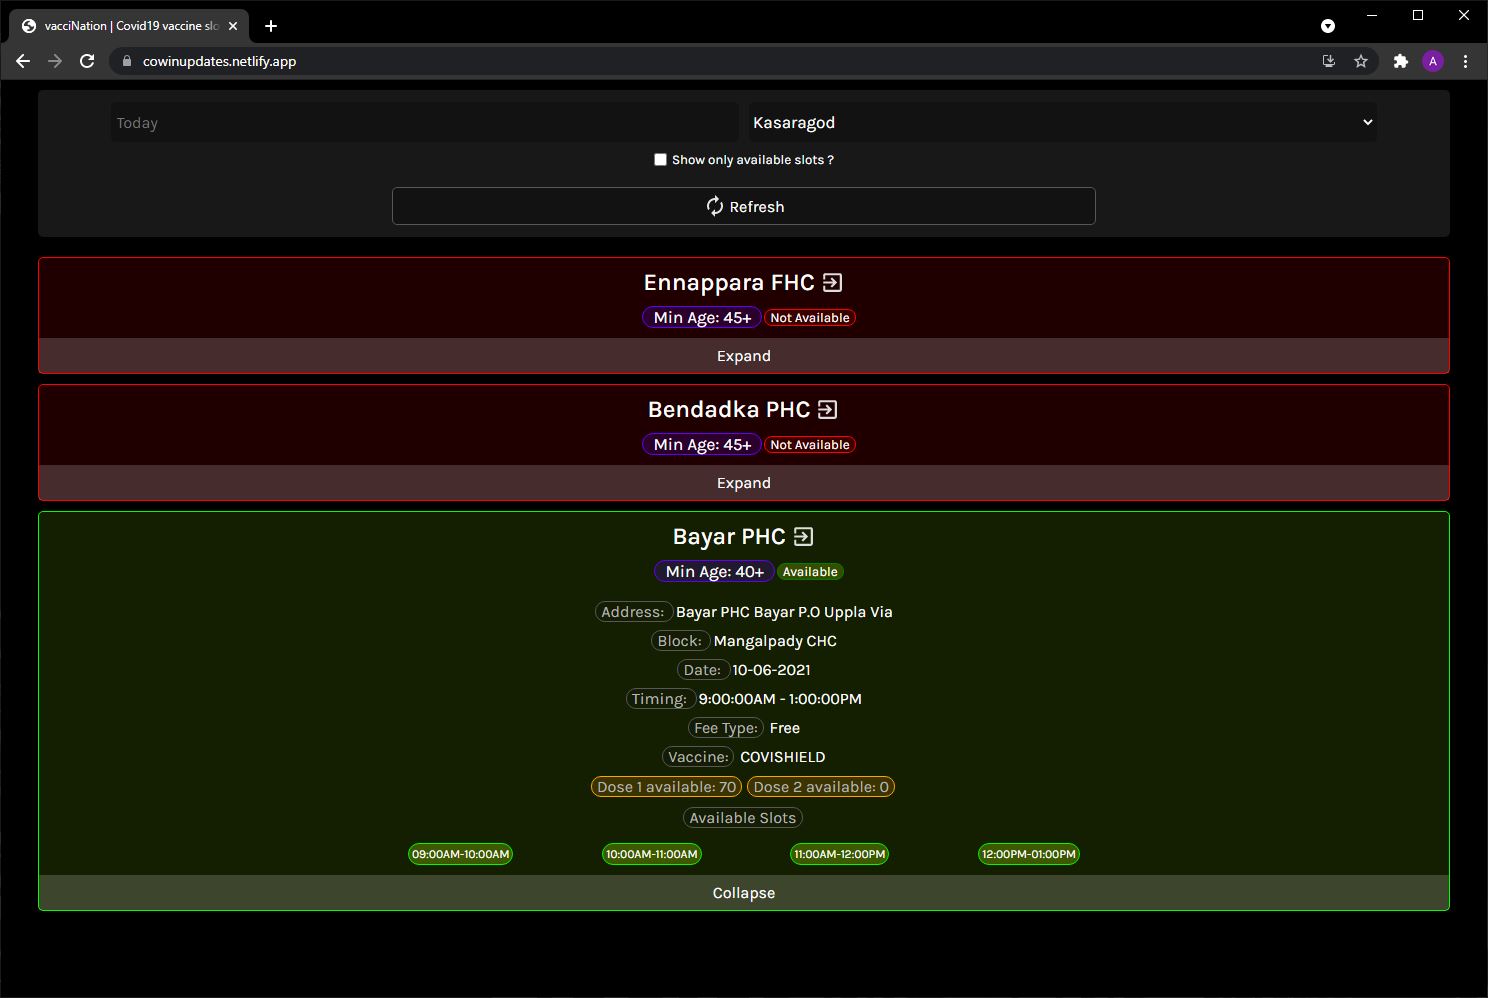 vacciNation | Covid19 vaccine slo
cowinupdates.netlify.app
A
Today
Kasaragod
Show only available slots ?
Refresh
Ennappara FHC
Min Age: 45+ Not Available
Expand
Bendadka PHC
Min Age: 45+ Not Available
Expand
Bayar PHC
Min Age: 40+ Available
Address: Bayar PHC Bayar P.O Uppla Via
Block: Mangalpady CHC
Date: 10-06-2021
Timing: 9:00:00AM - 1:00:00PM
Fee Type: Free
Vaccine: COVISHIELD
Dose 1 available: 70 Dose 2 available: 0
Available Slots
09:00AM-10:00AM 10:00AM-11:00AM 11:00AM-12:00PM 12:00PM-01:00PM
Collapse